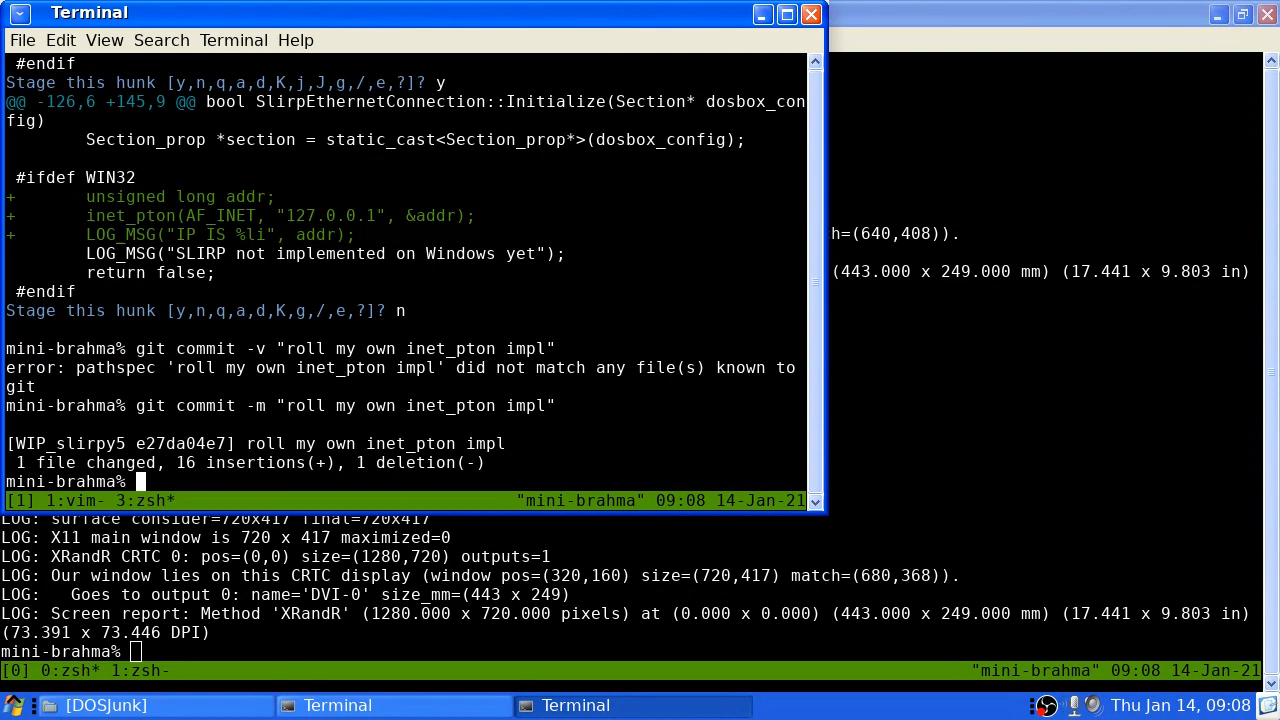 Terminal
File Edit View Search Terminal Help
#endif
Stage this hunk [y,n,q,a,d,K,j,J,g,/,e,?]? y
@@ -126,6 +145,9 @@ bool SlirpEthernetConnection::Initialize(Section* dosbox_con
fig)
Section_prop *section = static_cast<Section_prop*>(dosbox_config);
#ifdef WIN32
+ unsigned long addr;
+ inet_pton(AF_INET, "127.0.0.1", &addr);
+ LOG_MSG("IP IS %li", addr);
LOG_MSG("SLIRP not implemented on Windows yet");
return false;
#endif
Stage this hunk [y,n,q,a,d,K,g,/,e,?]? n
mini-brahma% git commit -v "roll my own inet_pton impl"
error: pathspec 'roll my own inet_pton impl' did not match any file(s) known to
git
mini-brahma% git commit -m "roll my own inet_pton impl"
[WIP_slirpy5 e27da04e7] roll my own inet_pton impl
1 file changed, 16 insertions(+), 1 deletion(-)
mini-brahma%
[1] 1:vim- 3:zsh* "mini-brahma" 09:08 14-Jan-21
h=(640,408)).
(443.000 x 249.000 mm) (17.441 x 9.803 in)
LOG: surface consider=720x417 final=720x417
LOG: X11 main window is 720 x 417 maximized=0
LOG: XRandR CRTC 0: pos=(0,0) size=(1280,720) outputs=1
LOG: Our window lies on this CRTC display (window pos=(320,160) size=(720,417) match=(680,368)).
LOG: Goes to output 0: name='DVI-0' size_mm=(443 x 249)
LOG: Screen report: Method 'XRandR' (1280.000 x 720.000 pixels) at (0.000 x 0.000) (443.000 x 249.000 mm) (17.441 x 9.803 in)
(73.391 x 73.446 DPI)
mini-brahma%
[0] 0:zsh* 1:zsh- "mini-brahma" 09:08 14-Jan-21
[DOSJunk] Terminal Terminal Thu Jan 14, 09:08